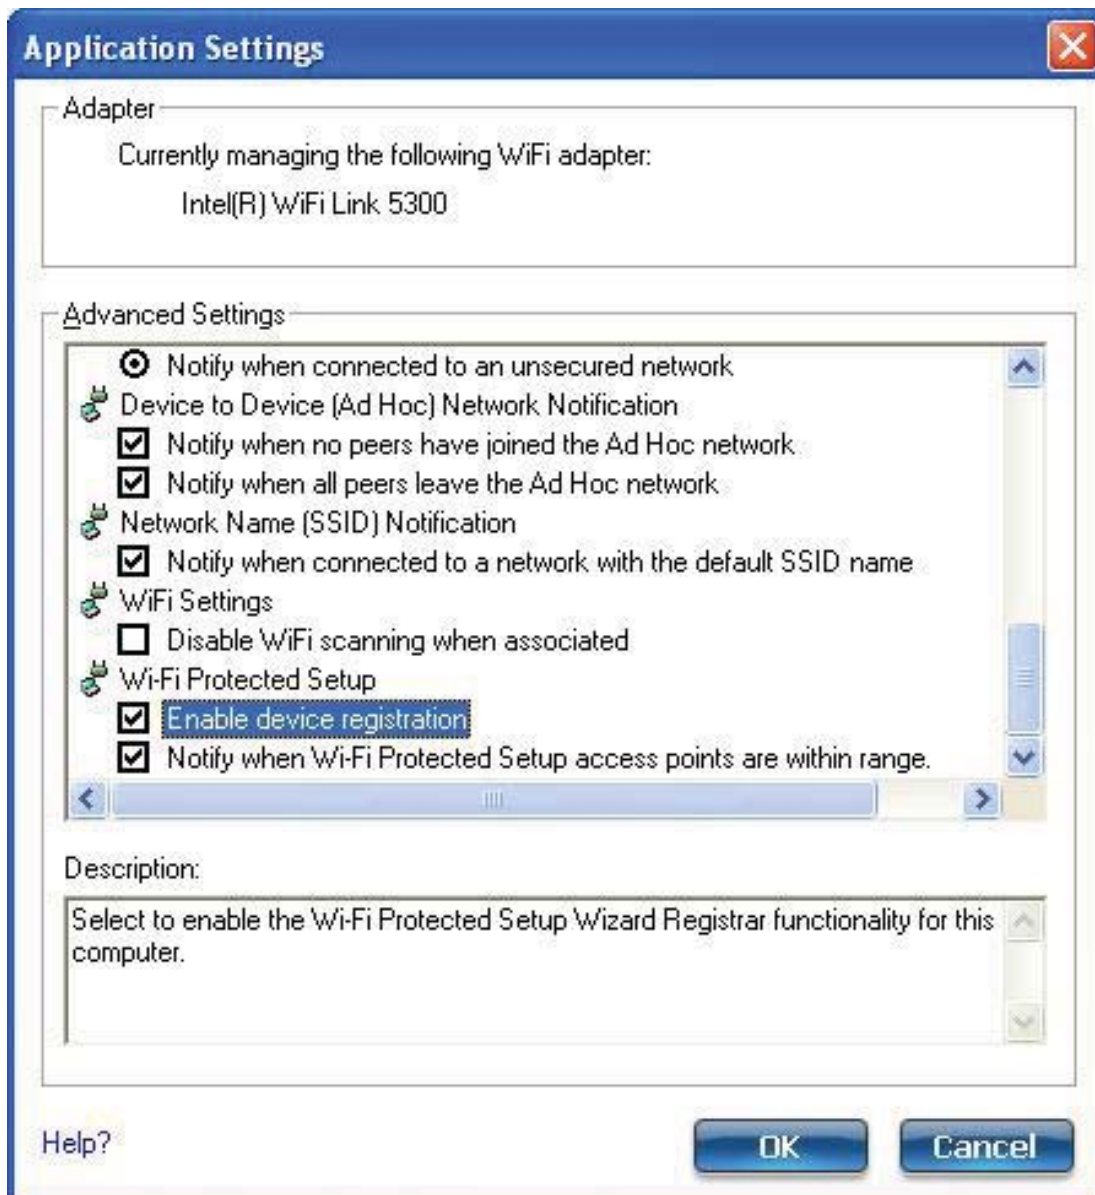 Application Settings
Adapter
Currently managing the following WiFi adapter:
Intel(R) WiFi Link 5300
Advanced Settings
Notify when connected to an unsecured network
Device to Device (Ad Hoc) Network Notification
Notify when no peers have joined the Ad Hoc network
Notify when all peers leave the Ad Hoc network
Network Name (SSID) Notification
Notify when connected to a network with the default SSID name
WiFi Settings
Disable WiFi scanning when associated
Wi-Fi Protected Setup
Enable device registration
Notify when Wi-Fi Protected Setup access points are within range.
Description:
Select to enable the Wi-Fi Protected Setup Wizard Registrar functionality for this
computer.
Help?
OK
Cancel